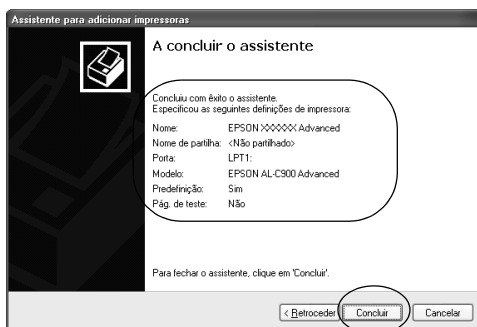 Assistente para adicionar impressoras
A concluir o assistente
Concluiu com êxito o assistente.
Especificou as seguintes definições de impressora:
Nome: EPSON XXXXXX Advanced
Nome de partilha: <Não partilhado>
Porta: LPT1:
Modelo: EPSON AL-C900 Advanced
Predefinição: Sim
Pág. de teste: Não
Para fechar o assistente, clique em 'Concluir'.
< Retroceder Concluir Cancelar